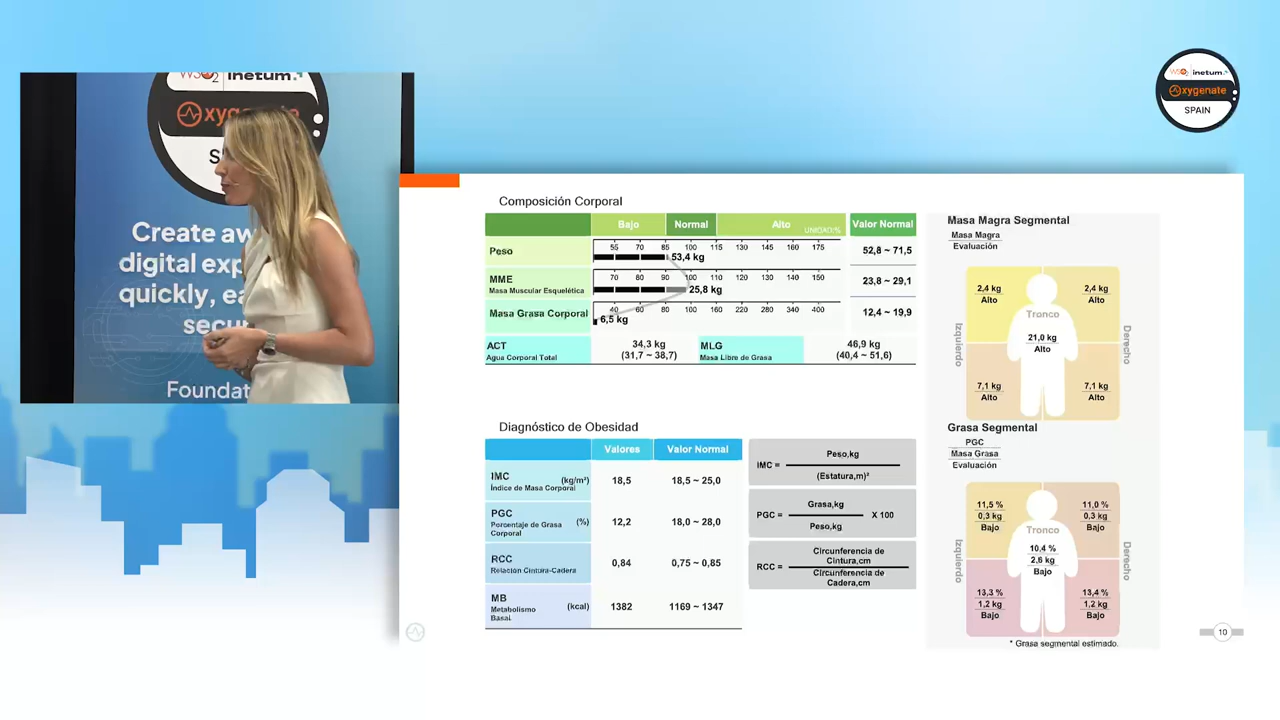 WSO2 inetum.
Oxygenate
SPAIN
WSO2 inetum.
Oxygenate
S
Create aw
digital exp
quickly, ea
secu
Foundat
Composición Corporal
Bajo Normal Alto UNIDAD:% Valor Normal
Peso 55 70 85 100 115 130 145 160 175 53,4 kg 52,8 ~ 71,5
MME Masa Muscular Esquelética 70 80 90 100 110 120 130 140 150 25,8 kg 23,8 ~ 29,1
Masa Grasa Corporal 40 60 80 100 160 220 280 340 400 6,5 kg 12,4 ~ 19,9
ACT Agua Corporal Total 34,3 kg (31,7 ~ 38,7) MLG Masa Libre de Grasa 46,9 kg (40,4 ~ 51,6)
Diagnóstico de Obesidad
Valores Valor Normal
IMC Índice de Masa Corporal (kg/m²) 18,5 18,5 ~ 25,0
PGC Porcentaje de Grasa Corporal (%) 12,2 18,0 ~ 28,0
RCC Relación Cintura-Cadera 0,84 0,75 ~ 0,85
MB Metabolismo Basal (kcal) 1382 1169 ~ 1347
IMC = Peso,kg
(Estatura,m)²
PGC = Grasa,kg
Peso,kg
X 100
RCC = Circunferencia de Cintura,cm
Circunferencia de Cadera,cm
Masa Magra Segmental
Masa Magra
Evaluación
2,4 kg
Alto
2,4 kg
Alto
Tronco
21,0 kg
Alto
Izquierdo
Derecho
7,1 kg
Alto
7,1 kg
Alto
Grasa Segmental
PGC
Masa Grasa
Evaluación
11,5 %
0,3 kg
Bajo
11,0 %
0,3 kg
Bajo
Tronco
10,4 %
2,6 kg
Bajo
Izquierdo
Derecho
13,3 %
1,2 kg
Bajo
13,4 %
1,2 kg
Bajo
* Grasa segmental estimado.
10